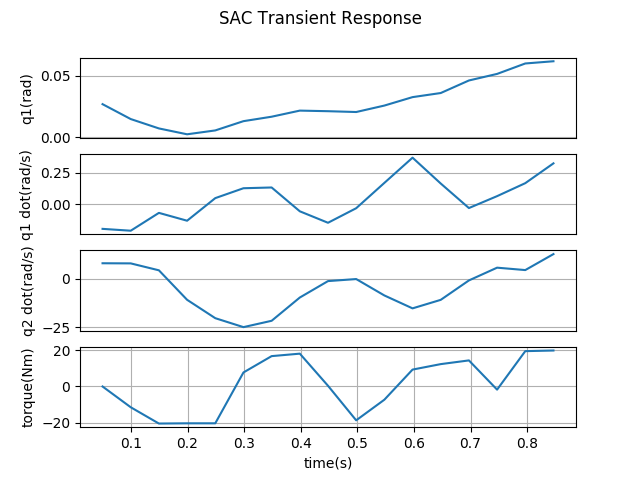 SAC Transient Response
q1(rad)
0.05
0.00
q1 dot(rad/s)
0.25
0.00
q2 dot(rad/s)
0
−25
torque(Nm)
20
0
−20
0.1 0.2 0.3 0.4 0.5 0.6 0.7 0.8
time(s)